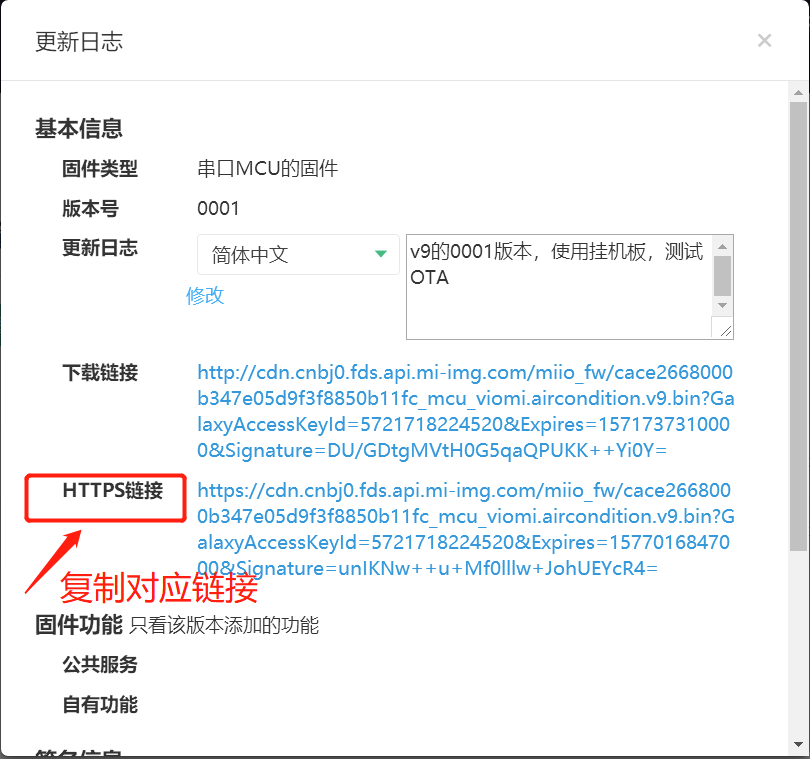 更新日志
×
基本信息
固件类型 串口MCU的固件
版本号 0001
更新日志 简体中文 v9的0001版本，使用挂机板，测试
OTA
修改
下载链接 http://cdn.cnbj0.fds.api.mi-img.com/miio_fw/cace2668000
b347e05d9f3f8850b11fc_mcu_viomi.aircondition.v9.bin?Ga
laxyAccessKeyId=5721718224520&Expires=157173731000
0&Signature=DU/GDtgMVtH0G5qaQPUKK++Yi0Y=
HTTPS链接 https://cdn.cnbj0.fds.api.mi-img.com/miio_fw/cace266800
0b347e05d9f3f8850b11fc_mcu_viomi.aircondition.v9.bin?G
alaxyAccessKeyId=5721718224520&Expires=15770168470
00&Signature=unIKNw++u+Mf0lllw+JohUEYcR4=
复制对应链接
固件功能 只看该版本添加的功能
公共服务
自有功能
签名信息